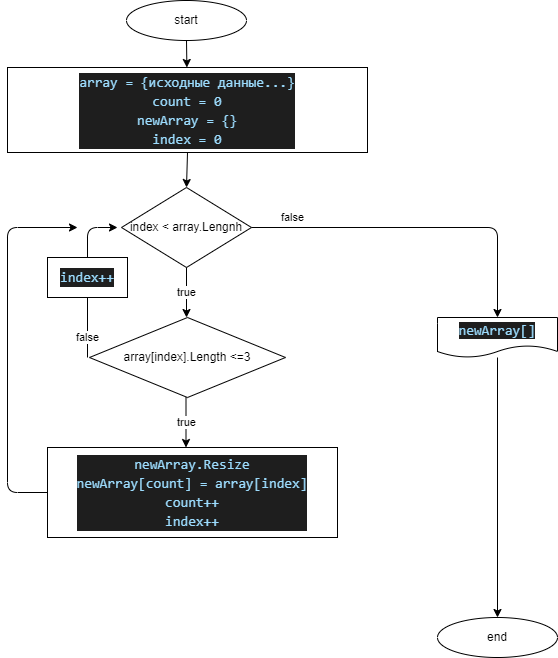 start
array = {исходные данные...}
count = 0
newArray = {}
index = 0
index < array.Lengnh
false
index++
true
newArray[]
false
array[index].Length <=3
true
newArray.Resize
newArray[count] = array[index]
count++
index++
end